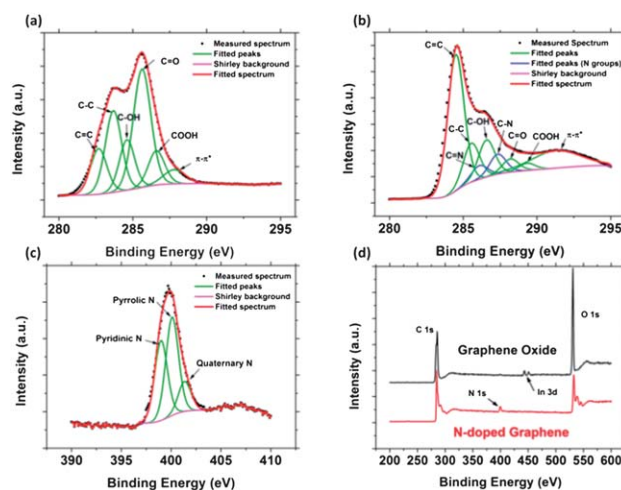 (a)
Measured spectrum
Fitted peaks
Shirley background
Fitted spectrum
C=O
C-C
C-OH
C=C
COOH
π-π*
Intensity (a.u.)
280 285 290 295
Binding Energy (eV)
(b)
Measured Spectrum
Fitted peaks
Fitted peaks (N groups)
Shirley background
Fitted spectrum
C=C
C-OH
C-N
C-C
C=O
COOH
π-π*
C=N
Intensity (a.u.)
280 285 290 295
Binding Energy (eV)
(c)
Measured spectrum
Fitted peaks
Shirley background
Fitted spectrum
Pyrrolic N
Pyridinic N
Quaternary N
Intensity (a.u.)
390 395 400 405 410
Binding Energy (eV)
(d)
O 1s
C 1s
Graphene Oxide
In 3d
N 1s
N-doped Graphene
Intensity (a.u.)
200 250 300 350 400 450 500 550 600
Binding Energy (eV)